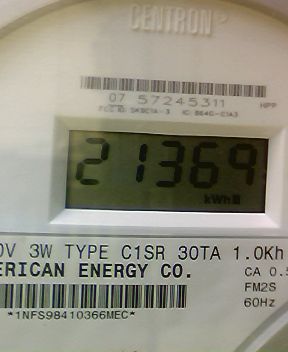 CENTRON®
07 57245311 HPP
21369
kWh
0V 3W TYPE C1SR 30TA 1.0Kh
ERICAN ENERGY CO.
CA 0.5
FM2S
60Hz
*1NFS98410366MEC*